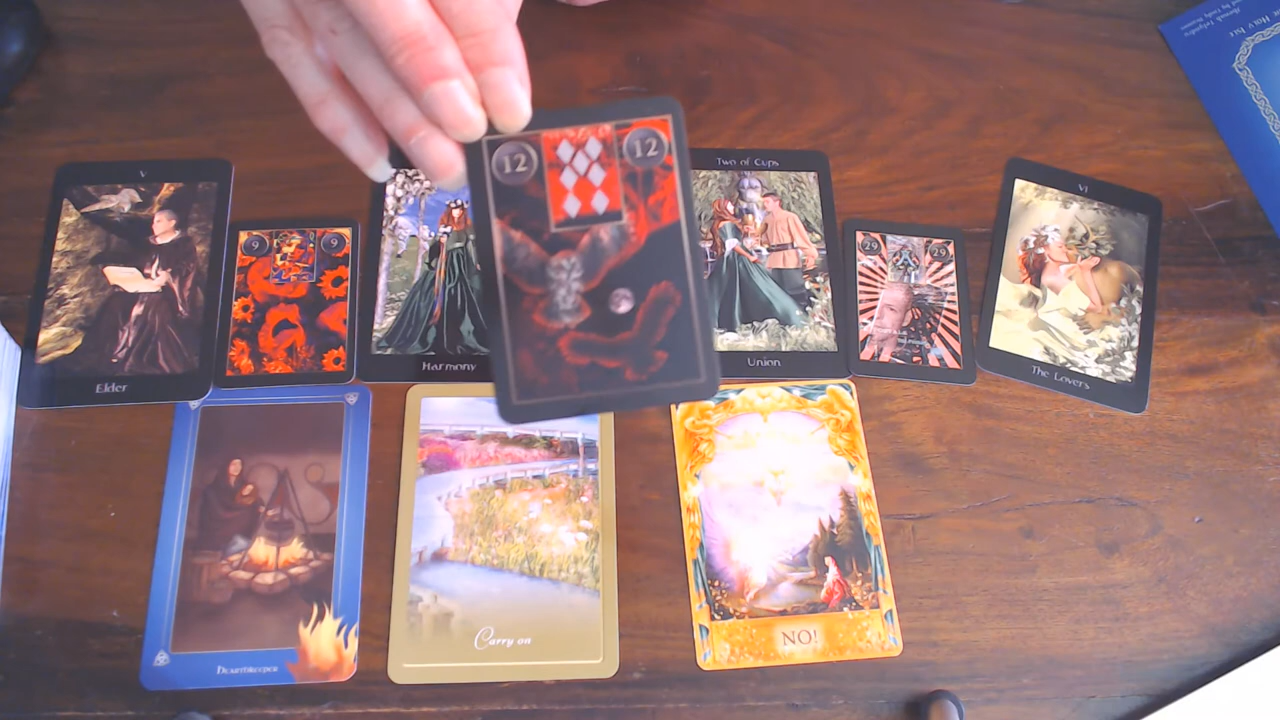 12
12
V
Elder
9
9
Harmony
Two of Cups
Union
29
29
VI
The Lovers
Hearthkeeper
Carry on
NO!